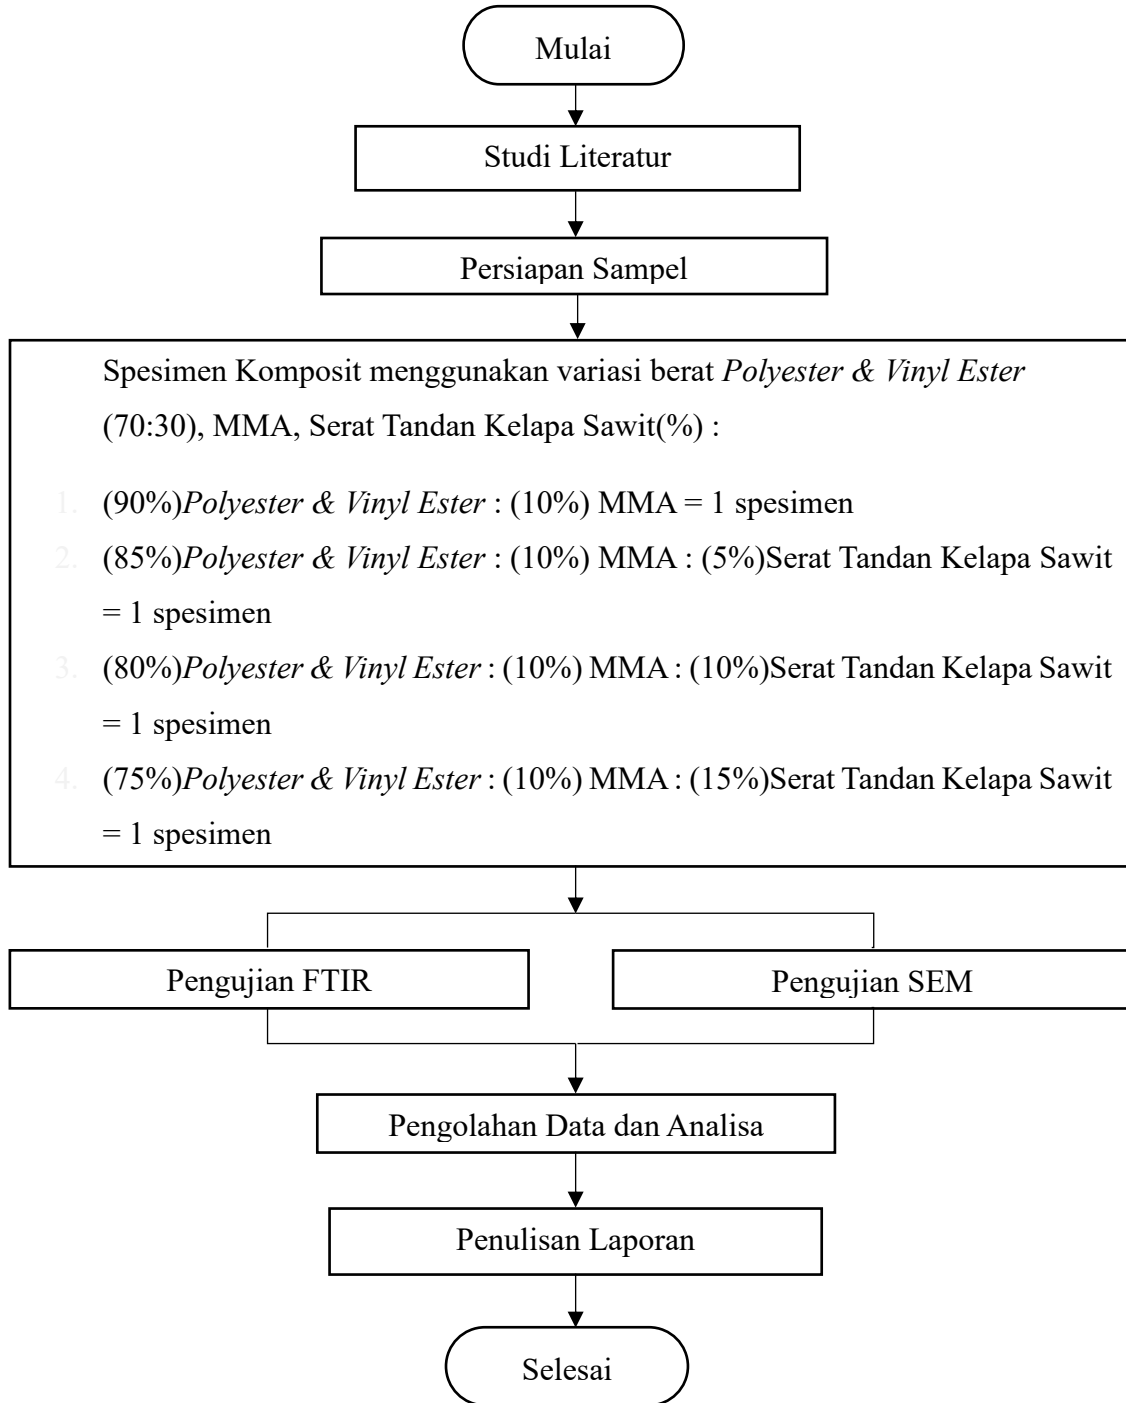 Mulai
Studi Literatur
Persiapan Sampel
Spesimen Komposit menggunakan variasi berat Polyester & Vinyl Ester
(70:30), MMA, Serat Tandan Kelapa Sawit(%) :
1. (90%)Polyester & Vinyl Ester : (10%) MMA = 1 spesimen
2. (85%)Polyester & Vinyl Ester : (10%) MMA : (5%)Serat Tandan Kelapa Sawit
= 1 spesimen
3. (80%)Polyester & Vinyl Ester : (10%) MMA : (10%)Serat Tandan Kelapa Sawit
= 1 spesimen
4. (75%)Polyester & Vinyl Ester : (10%) MMA : (15%)Serat Tandan Kelapa Sawit
= 1 spesimen
Pengujian FTIR
Pengujian SEM
Pengolahan Data dan Analisa
Penulisan Laporan
Selesai